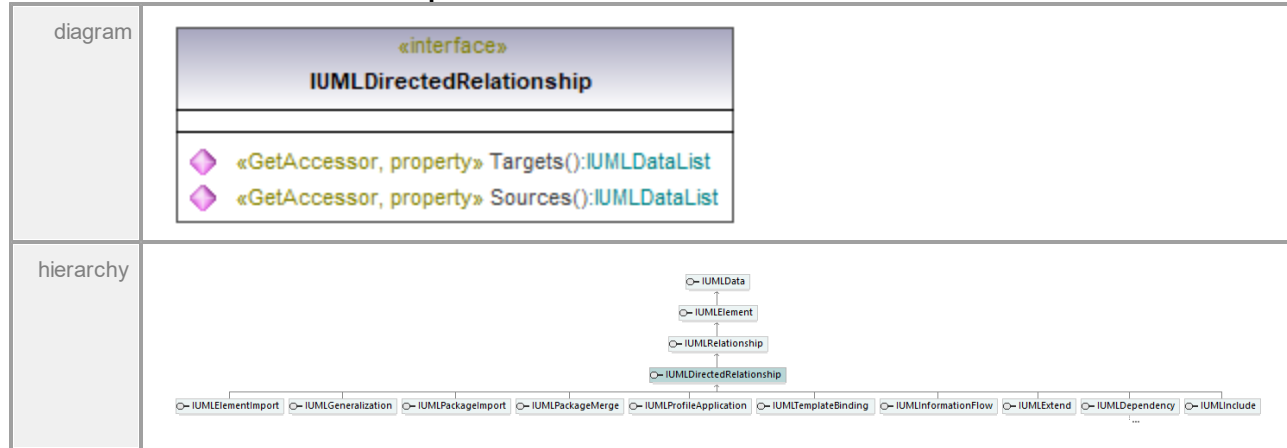 diagram
«interface»
IUMLDirectedRelationship
«GetAccessor, property» Targets():IUMLDataList
«GetAccessor, property» Sources():IUMLDataList
hierarchy
IUMLData
IUMLElement
IUMLRelationship
IUMLDirectedRelationship
IUMLElementImport IUMLGeneralization IUMLPackageImport IUMLPackageMerge IUMLProfileApplication IUMLTemplateBinding IUMLInformationFlow IUMLExtend IUMLDependency IUMLInclude
...